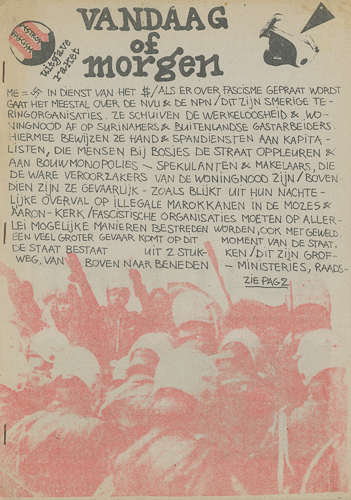 VANDAAG
of
morgen
uitgave
raket
ME = 卐 IN DIENST VAN HET $/ALS ER OVER FASCISME GEPRAAT WORDT
GAAT HET MEESTAL OVER DE NVU & DE NPN/DIT ZIJN SMERIGE TE-
RINGORGANISATIES. ZE SCHUIVEN DE WERKELOOSHEID & WO-
NINGNOOD AF OP SURINAMERS & BUITENLANDSE GASTARBEIDERS.
HIERMEE BEWIJZEN ZE HAND & SPANDIENSTEN AAN KAPITA-
LISTEN, DIE MENSEN BIJ BOSJES DE STRAAT OPPLEUREN &
AAN BOUWMONOPOLIES, - SPEKULANTEN & MAKELAARS, DIE
DE WARE VEROORZAKERS VAN DE WONINGNOOD ZIJN/BOVEN-
DIEN ZIJN ZE GEVAARLIJK - ZOALS BLIJKT UIT HUN NACHTE-
LIJKE OVERVAL OP ILLEGALE MAROKKANEN IN DE MOZES &
AARON-KERK/FASCISTISCHE ORGANISATIES MOETEN OP ALLER-
LEI MOGELIJKE MANIEREN BESTREDEN WORDEN, OOK MET GEWELD.
EEN VEEL GROTER GEVAAR KOMT OP DIT MOMENT VAN DE STAAT.
DE STAAT BESTAAT UIT 2 STUKKEN/DIT ZIJN GROF-
WEG, VAN BOVEN NAAR BENEDEN - MINISTERIES, RAADS-
ZIE PAG 2